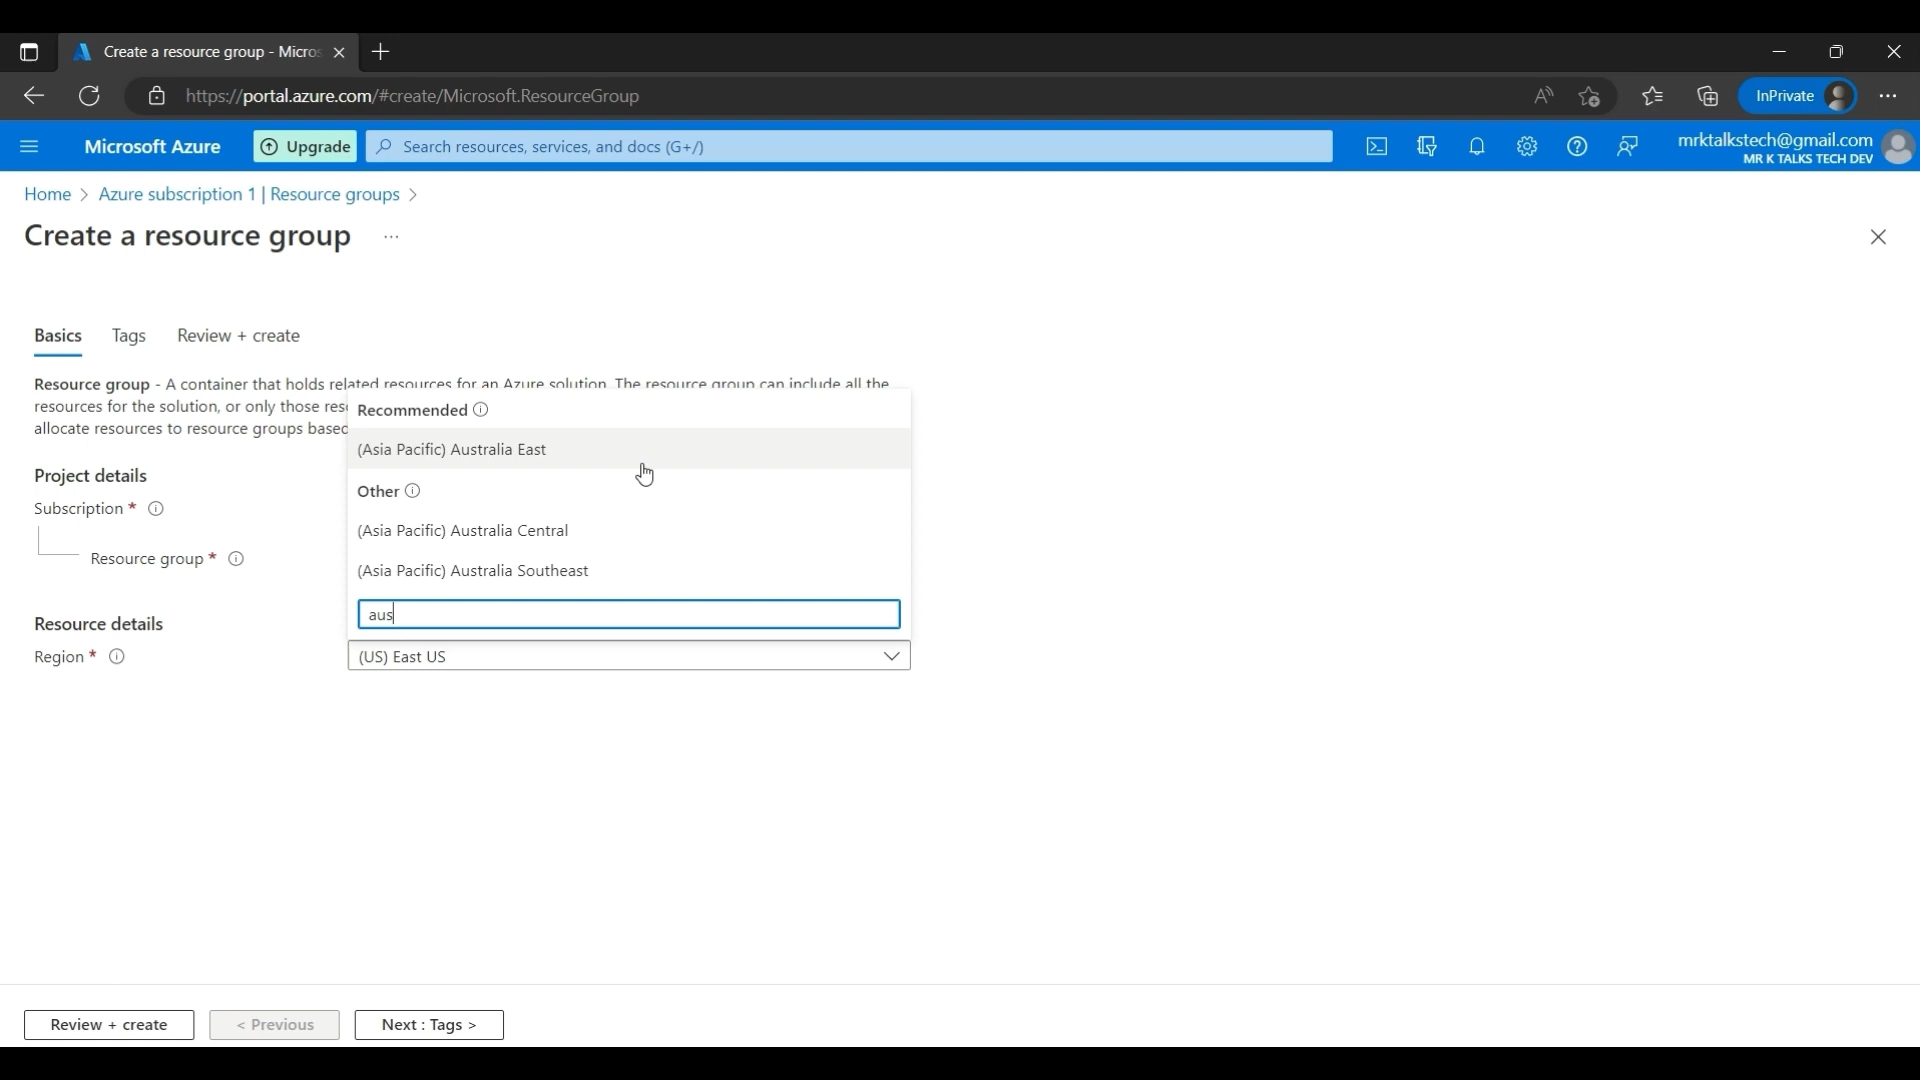 Create a resource group - Micros
https://portal.azure.com/#create/Microsoft.ResourceGroup
InPrivate
Microsoft Azure
Upgrade
Search resources, services, and docs (G+/)
mrktalkstech@gmail.com
MR K TALKS TECH DEV
Home > Azure subscription 1 | Resource groups >
Create a resource group ...
Basics Tags Review + create
Resource group - A container that holds related resources for an Azure solution. The resource group can include all the
resources for the solution, or only those res
allocate resources to resource groups based
Recommended
(Asia Pacific) Australia East
Project details
Other
Subscription *
(Asia Pacific) Australia Central
Resource group *
(Asia Pacific) Australia Southeast
aus
Resource details
Region *
(US) East US
Review + create
< Previous
Next : Tags >